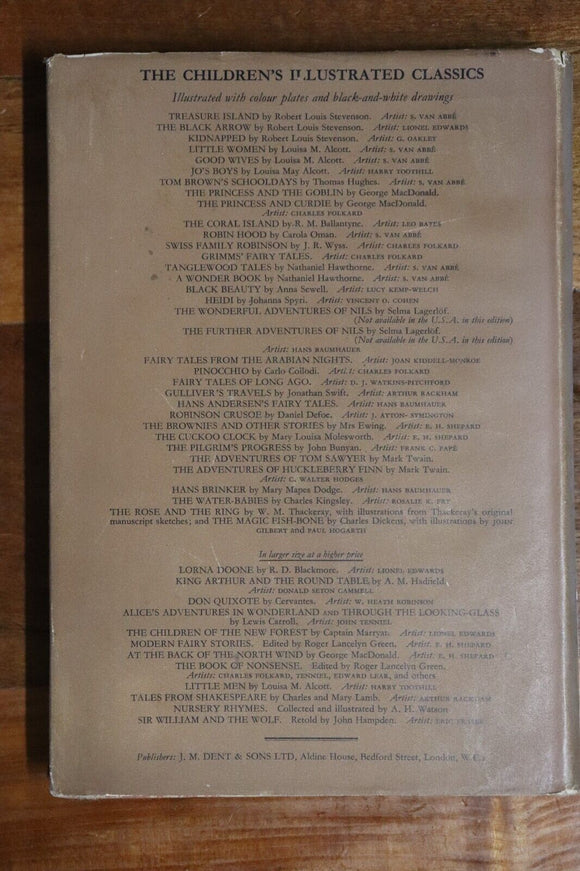 THE CHILDREN'S ILLUSTRATED CLASSICS
Illustrated with colour plates and black-and-white drawings
TREASURE ISLAND by Robert Louis Stevenson. Artist: S. VAN ABBÉ
THE BLACK ARROW by Robert Louis Stevenson. Artist: LIONEL EDWARDS
KIDNAPPED by Robert Louis Stevenson. Artist: G. OAKLEY
LITTLE WOMEN by Louisa M. Alcott. Artist: S. VAN ABBÉ
GOOD WIVES by Louisa M. Alcott. Artist: S. VAN ABBÉ
JO'S BOYS by Louisa May Alcott. Artist: HARRY TOOTHILL
TOM BROWN'S SCHOOLDAYS by Thomas Hughes. Artist: S. VAN ABBÉ
THE PRINCESS AND THE GOBLIN by George MacDonald.
THE PRINCESS AND CURDIE by George MacDonald.
Artist: CHARLES FOLKARD
THE CORAL ISLAND by R. M. Ballantyne. Artist: LEO BATES
ROBIN HOOD by Carola Oman. Artist: S. VAN ABBÉ
SWISS FAMILY ROBINSON by J. R. Wyss. Artist: CHARLES FOLKARD
GRIMMS' FAIRY TALES. Artist: CHARLES FOLKARD
TANGLEWOOD TALES by Nathaniel Hawthorne. Artist: S. VAN ABBÉ
A WONDER BOOK by Nathaniel Hawthorne. Artist: S. VAN ABBÉ
BLACK BEAUTY by Anna Sewell. Artist: LUCY KEMP-WELCH
HEIDI by Johanna Spyri. Artist: VINCENT O. COHEN
THE WONDERFUL ADVENTURES OF NILS by Selma Lagerlöf.
(Not available in the U.S.A. in this edition)
THE FURTHER ADVENTURES OF NILS by Selma Lagerlöf.
(Not available in the U.S.A. in this edition)
Artist: HANS BAUMHAUER
FAIRY TALES FROM THE ARABIAN NIGHTS. Artist: JOAN KIDDELL-MONROE
PINOCCHIO by Carlo Collodi. Artist: CHARLES FOLKARD
FAIRY TALES OF LONG AGO. Artist: D. J. WATKINS-PITCHFORD
GULLIVER'S TRAVELS by Jonathan Swift. Artist: ARTHUR RACKHAM
HANS ANDERSEN'S FAIRY TALES. Artist: HANS BAUMHAUER
ROBINSON CRUSOE by Daniel Defoe. Artist: J. AYTON-SYMINGTON
THE BROWNIES AND OTHER STORIES by Mrs Ewing. Artist: E. H. SHEPARD
THE CUCKOO CLOCK by Mary Louisa Molesworth. Artist: E. H. SHEPARD
THE PILGRIM'S PROGRESS by John Bunyan. Artist: FRANK C. PAPÉ
THE ADVENTURES OF TOM SAWYER by Mark Twain.
THE ADVENTURES OF HUCKLEBERRY FINN by Mark Twain.
Artist: C. WALTER HODGES
HANS BRINKER by Mary Mapes Dodge. Artist: HANS BAUMHAUER
THE WATER-BABIES by Charles Kingsley. Artist: ROSALIE K. FRY
THE ROSE AND THE RING by W. M. Thackeray, with illustrations from Thackeray's original
manuscript sketches; and THE MAGIC FISH-BONE by Charles Dickens, with illustrations by JOHN
GILBERT and PAUL HOGARTH
In larger size at a higher price
LORNA DOONE by R. D. Blackmore. Artist: LIONEL EDWARDS
KING ARTHUR AND THE ROUND TABLE by A. M. Hadfield.
Artist: DONALD SETON CAMMELL
DON QUIXOTE by Cervantes. Artist: W. HEATH ROBINSON
ALICE'S ADVENTURES IN WONDERLAND AND THROUGH THE LOOKING-GLASS
by Lewis Carroll. Artist: JOHN TENNIEL
THE CHILDREN OF THE NEW FOREST by Captain Marryat. Artist: LIONEL EDWARDS
MODERN FAIRY STORIES. Edited by Roger Lancelyn Green. Artist: E. H. SHEPARD
AT THE BACK OF THE NORTH WIND by George MacDonald. Artist: E. H. SHEPARD
THE BOOK OF NONSENSE. Edited by Roger Lancelyn Green.
Artists: CHARLES FOLKARD, TENNIEL, EDWARD LEAR, and others
LITTLE MEN by Louisa M. Alcott. Artist: HARRY TOOTHILL
TALES FROM SHAKESPEARE by Charles and Mary Lamb. Artist: ARTHUR RACKHAM
NURSERY RHYMES. Collected and illustrated by A. H. Watson
SIR WILLIAM AND THE WOLF. Retold by John Hampden. Artist: ERIC FRASER
Publishers: J. M. DENT & SONS LTD, Aldine House, Bedford Street, London, W.C.